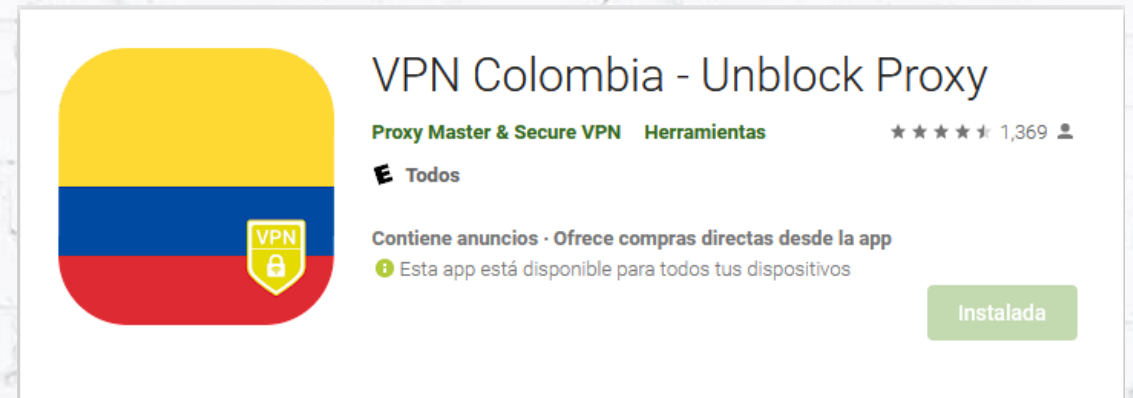 VPN Colombia - Unblock Proxy
Proxy Master & Secure VPN Herramientas 1,369
E Todos
VPN
Contiene anuncios · Ofrece compras directas desde la app
Esta app está disponible para todos tus dispositivos
Instalada